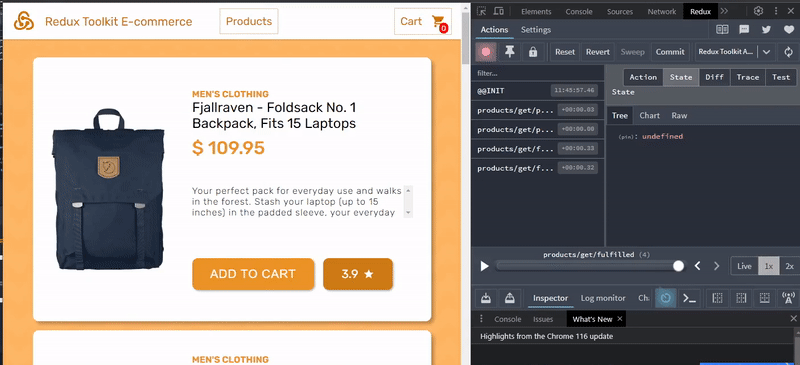 Redux Toolkit E-commerce
Products
Cart
0
MEN'S CLOTHING
Fjallraven - Foldsack No. 1
Backpack, Fits 15 Laptops
$ 109.95
Your perfect pack for everyday use and walks
in the forest. Stash your laptop (up to 15
inches) in the padded sleeve, your everyday
ADD TO CART
3.9 ★
MEN'S CLOTHING
Elements
Console
Sources
Network
Redux
»
Actions
Settings
Reset
Revert
Sweep
Commit
Redux Toolkit A...
filter...
@@INIT
11:45:57.46
products/get/p...
+00:00.03
products/get/p...
+00:00.00
products/get/f...
+00:00.33
products/get/f...
+00:00.32
Action
State
Diff
Trace
Test
State
Tree
Chart
Raw
(pin): undefined
products/get/fulfilled (4)
Live
1x
2x
Inspector
Log monitor
Ch
Console
Issues
What's New
Highlights from the Chrome 116 update